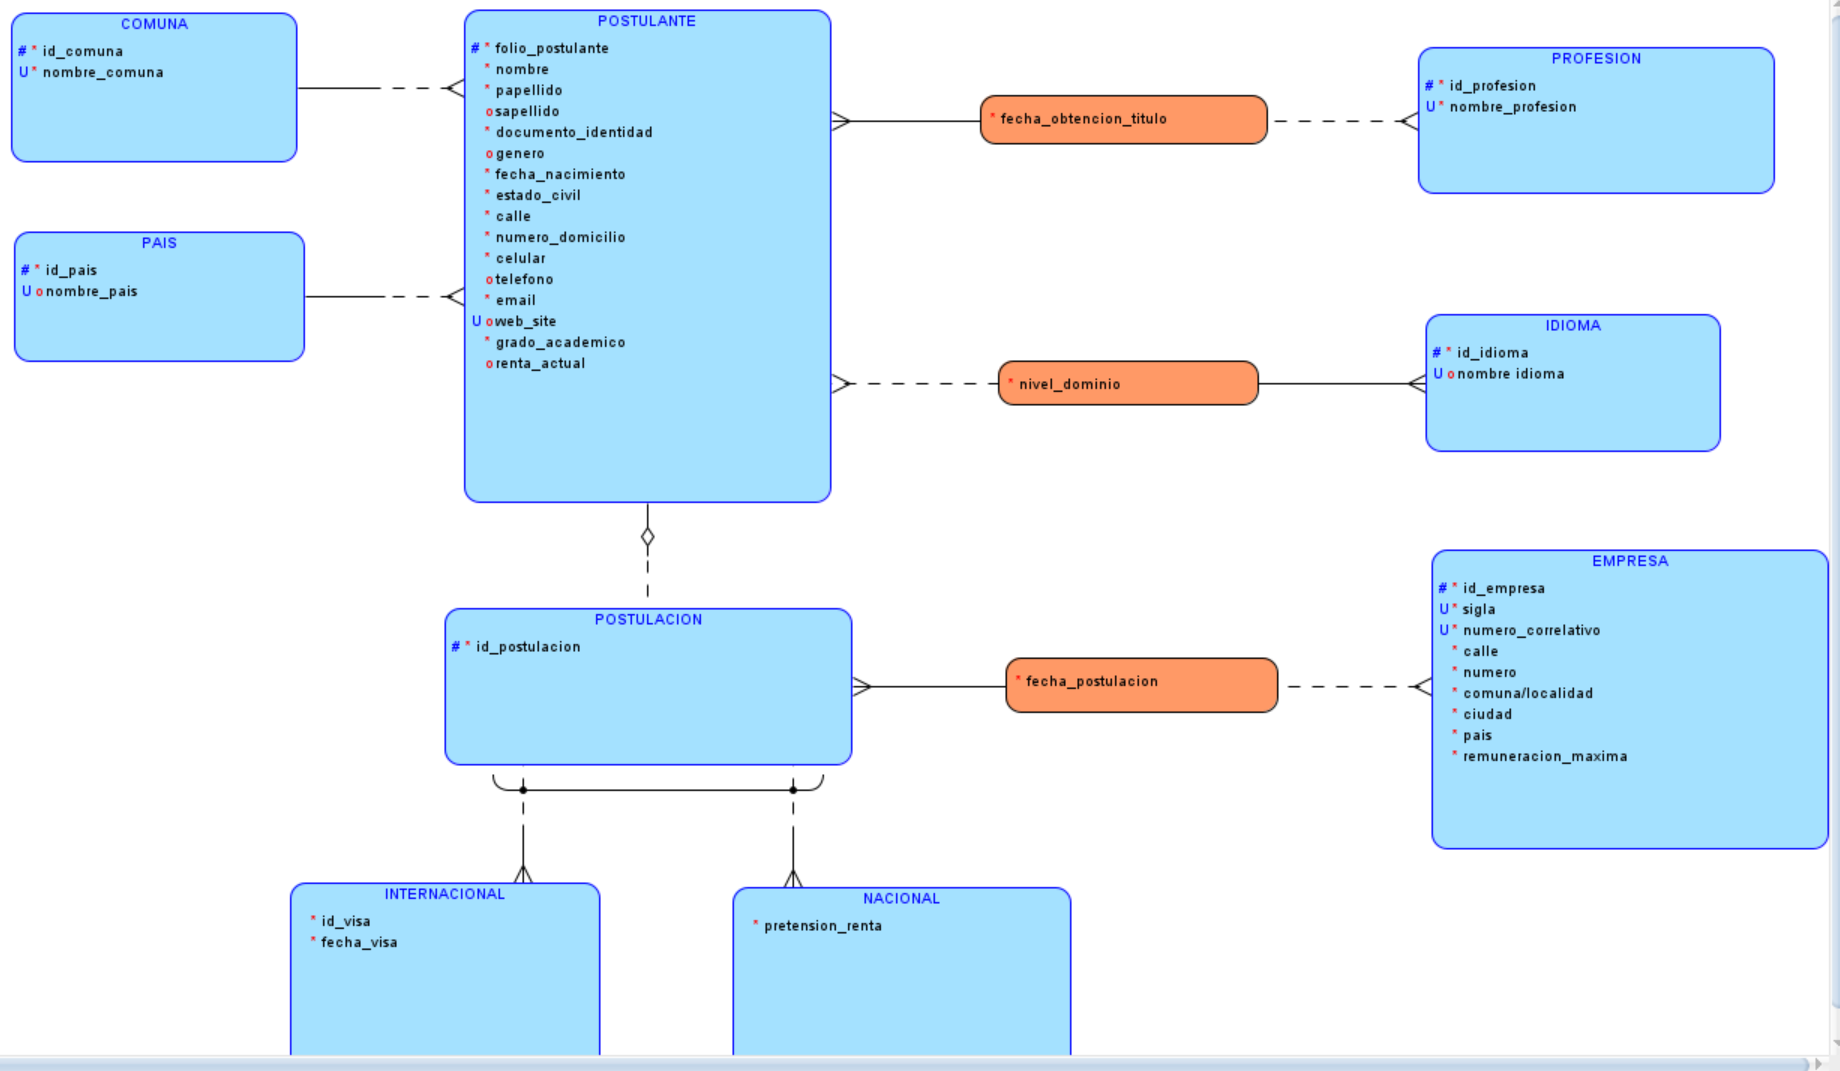 COMUNA
# * id_comuna
U * nombre_comuna
PAIS
# * id_pais
U o nombre_pais
POSTULANTE
# * folio_postulante
* nombre
* papellido
o sapellido
* documento_identidad
o genero
* fecha_nacimiento
* estado_civil
* calle
* numero_domicilio
* celular
o telefono
* email
U o web_site
* grado_academico
o renta_actual
* fecha_obtencion_titulo
PROFESION
# * id_profesion
U * nombre_profesion
* nivel_dominio
IDIOMA
# * id_idioma
U o nombre idioma
POSTULACION
# * id_postulacion
* fecha_postulacion
EMPRESA
# * id_empresa
U * sigla
U * numero_correlativo
* calle
* numero
* comuna/localidad
* ciudad
* pais
* remuneracion_maxima
INTERNACIONAL
* id_visa
* fecha_visa
NACIONAL
* pretension_renta